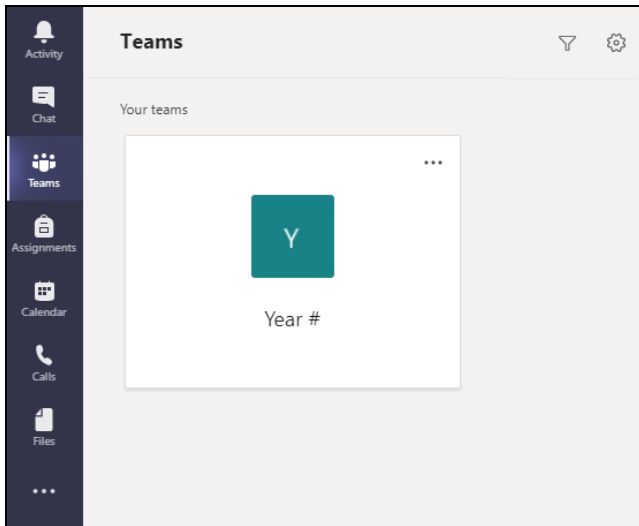 Activity
Teams
Chat
Your teams
Teams
Y
Assignments
Year #
Calendar
Calls
Files